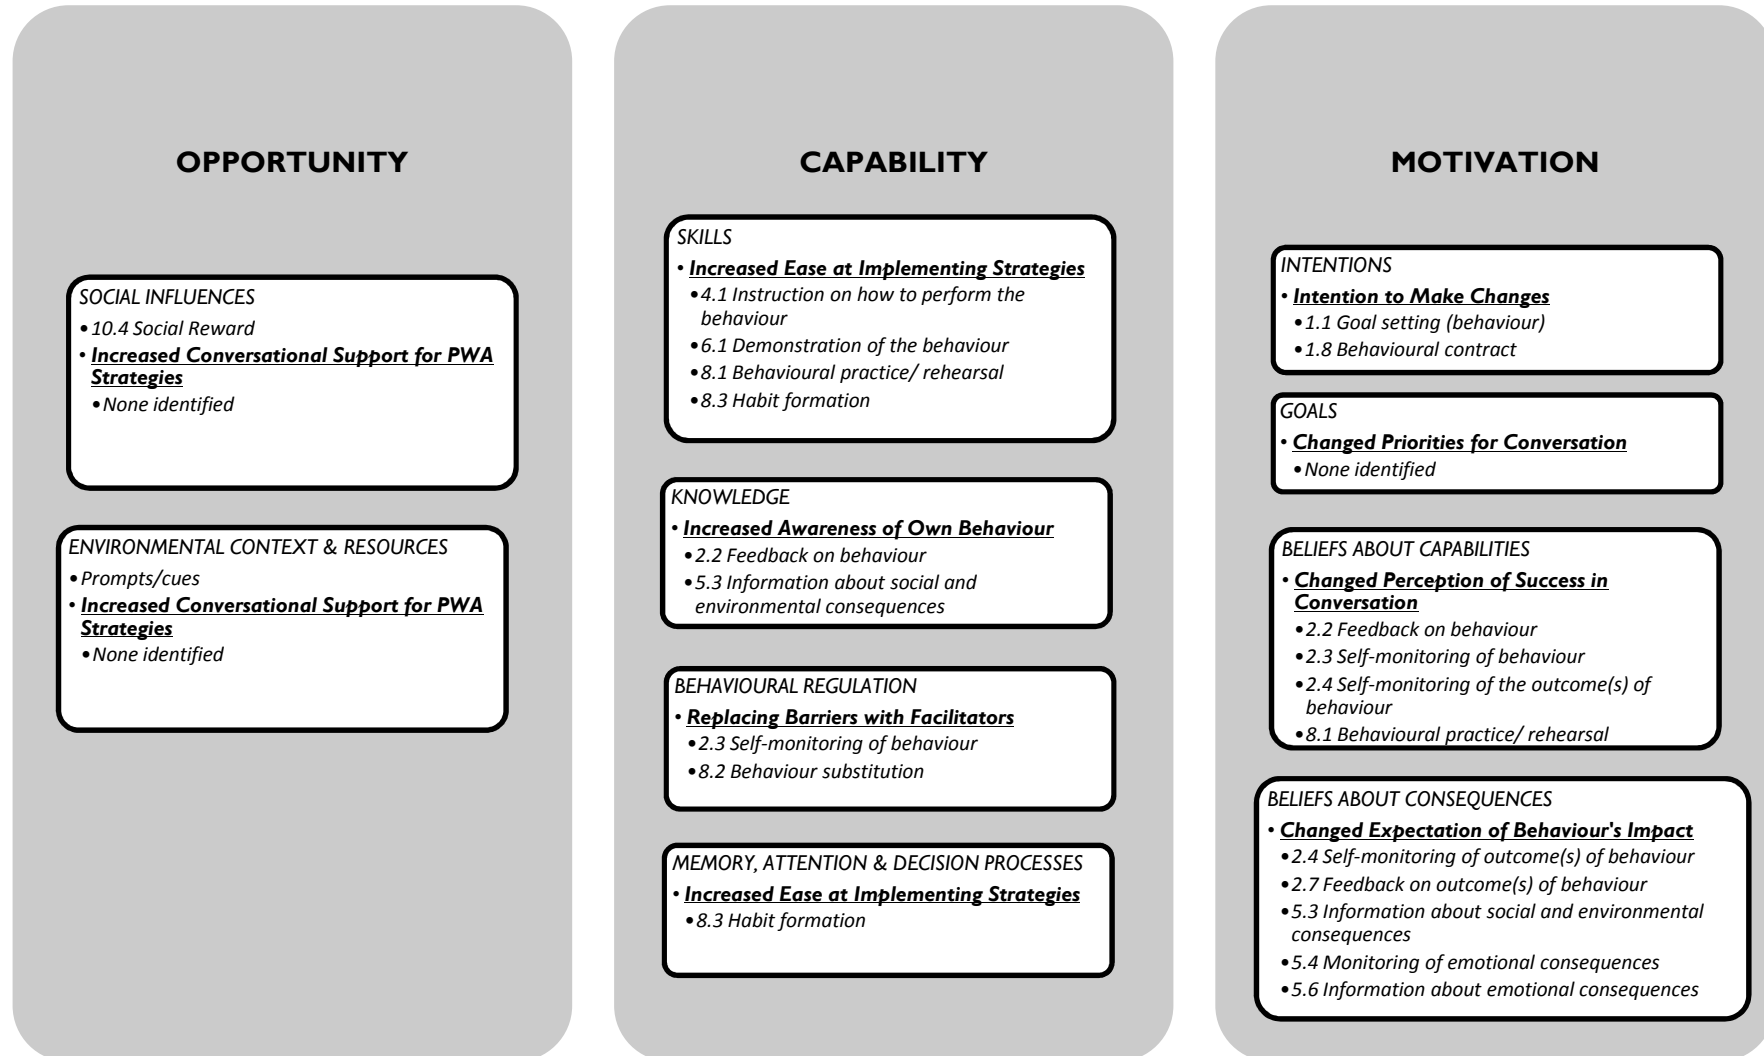 OPPORTUNITY
SOCIAL INFLUENCES
•10.4 Social Reward
• Increased Conversational Support for PWA
Strategies
•None identified
ENVIRONMENTAL CONTEXT & RESOURCES
•Prompts/cues
• Increased Conversational Support for PWA
Strategies
•None identified
CAPABILITY
SKILLS
• Increased Ease at Implementing Strategies
•4.1 Instruction on how to perform the
behaviour
•6.1 Demonstration of the behaviour
•8.1 Behavioural practice/ rehearsal
•8.3 Habit formation
KNOWLEDGE
• Increased Awareness of Own Behaviour
•2.2 Feedback on behaviour
•5.3 Information about social and
environmental consequences
BEHAVIOURAL REGULATION
• Replacing Barriers with Facilitators
•2.3 Self-monitoring of behaviour
•8.2 Behaviour substitution
MEMORY, ATTENTION & DECISION PROCESSES
• Increased Ease at Implementing Strategies
•8.3 Habit formation
MOTIVATION
INTENTIONS
• Intention to Make Changes
•1.1 Goal setting (behaviour)
•1.8 Behavioural contract
GOALS
• Changed Priorities for Conversation
•None identified
BELIEFS ABOUT CAPABILITIES
• Changed Perception of Success in
Conversation
•2.2 Feedback on behaviour
•2.3 Self-monitoring of behaviour
•2.4 Self-monitoring of the outcome(s) of
behaviour
•8.1 Behavioural practice/ rehearsal
BELIEFS ABOUT CONSEQUENCES
• Changed Expectation of Behaviour's Impact
•2.4 Self-monitoring of outcome(s) of behaviour
•2.7 Feedback on outcome(s) of behaviour
•5.3 Information about social and environmental
consequences
•5.4 Monitoring of emotional consequences
•5.6 Information about emotional consequences